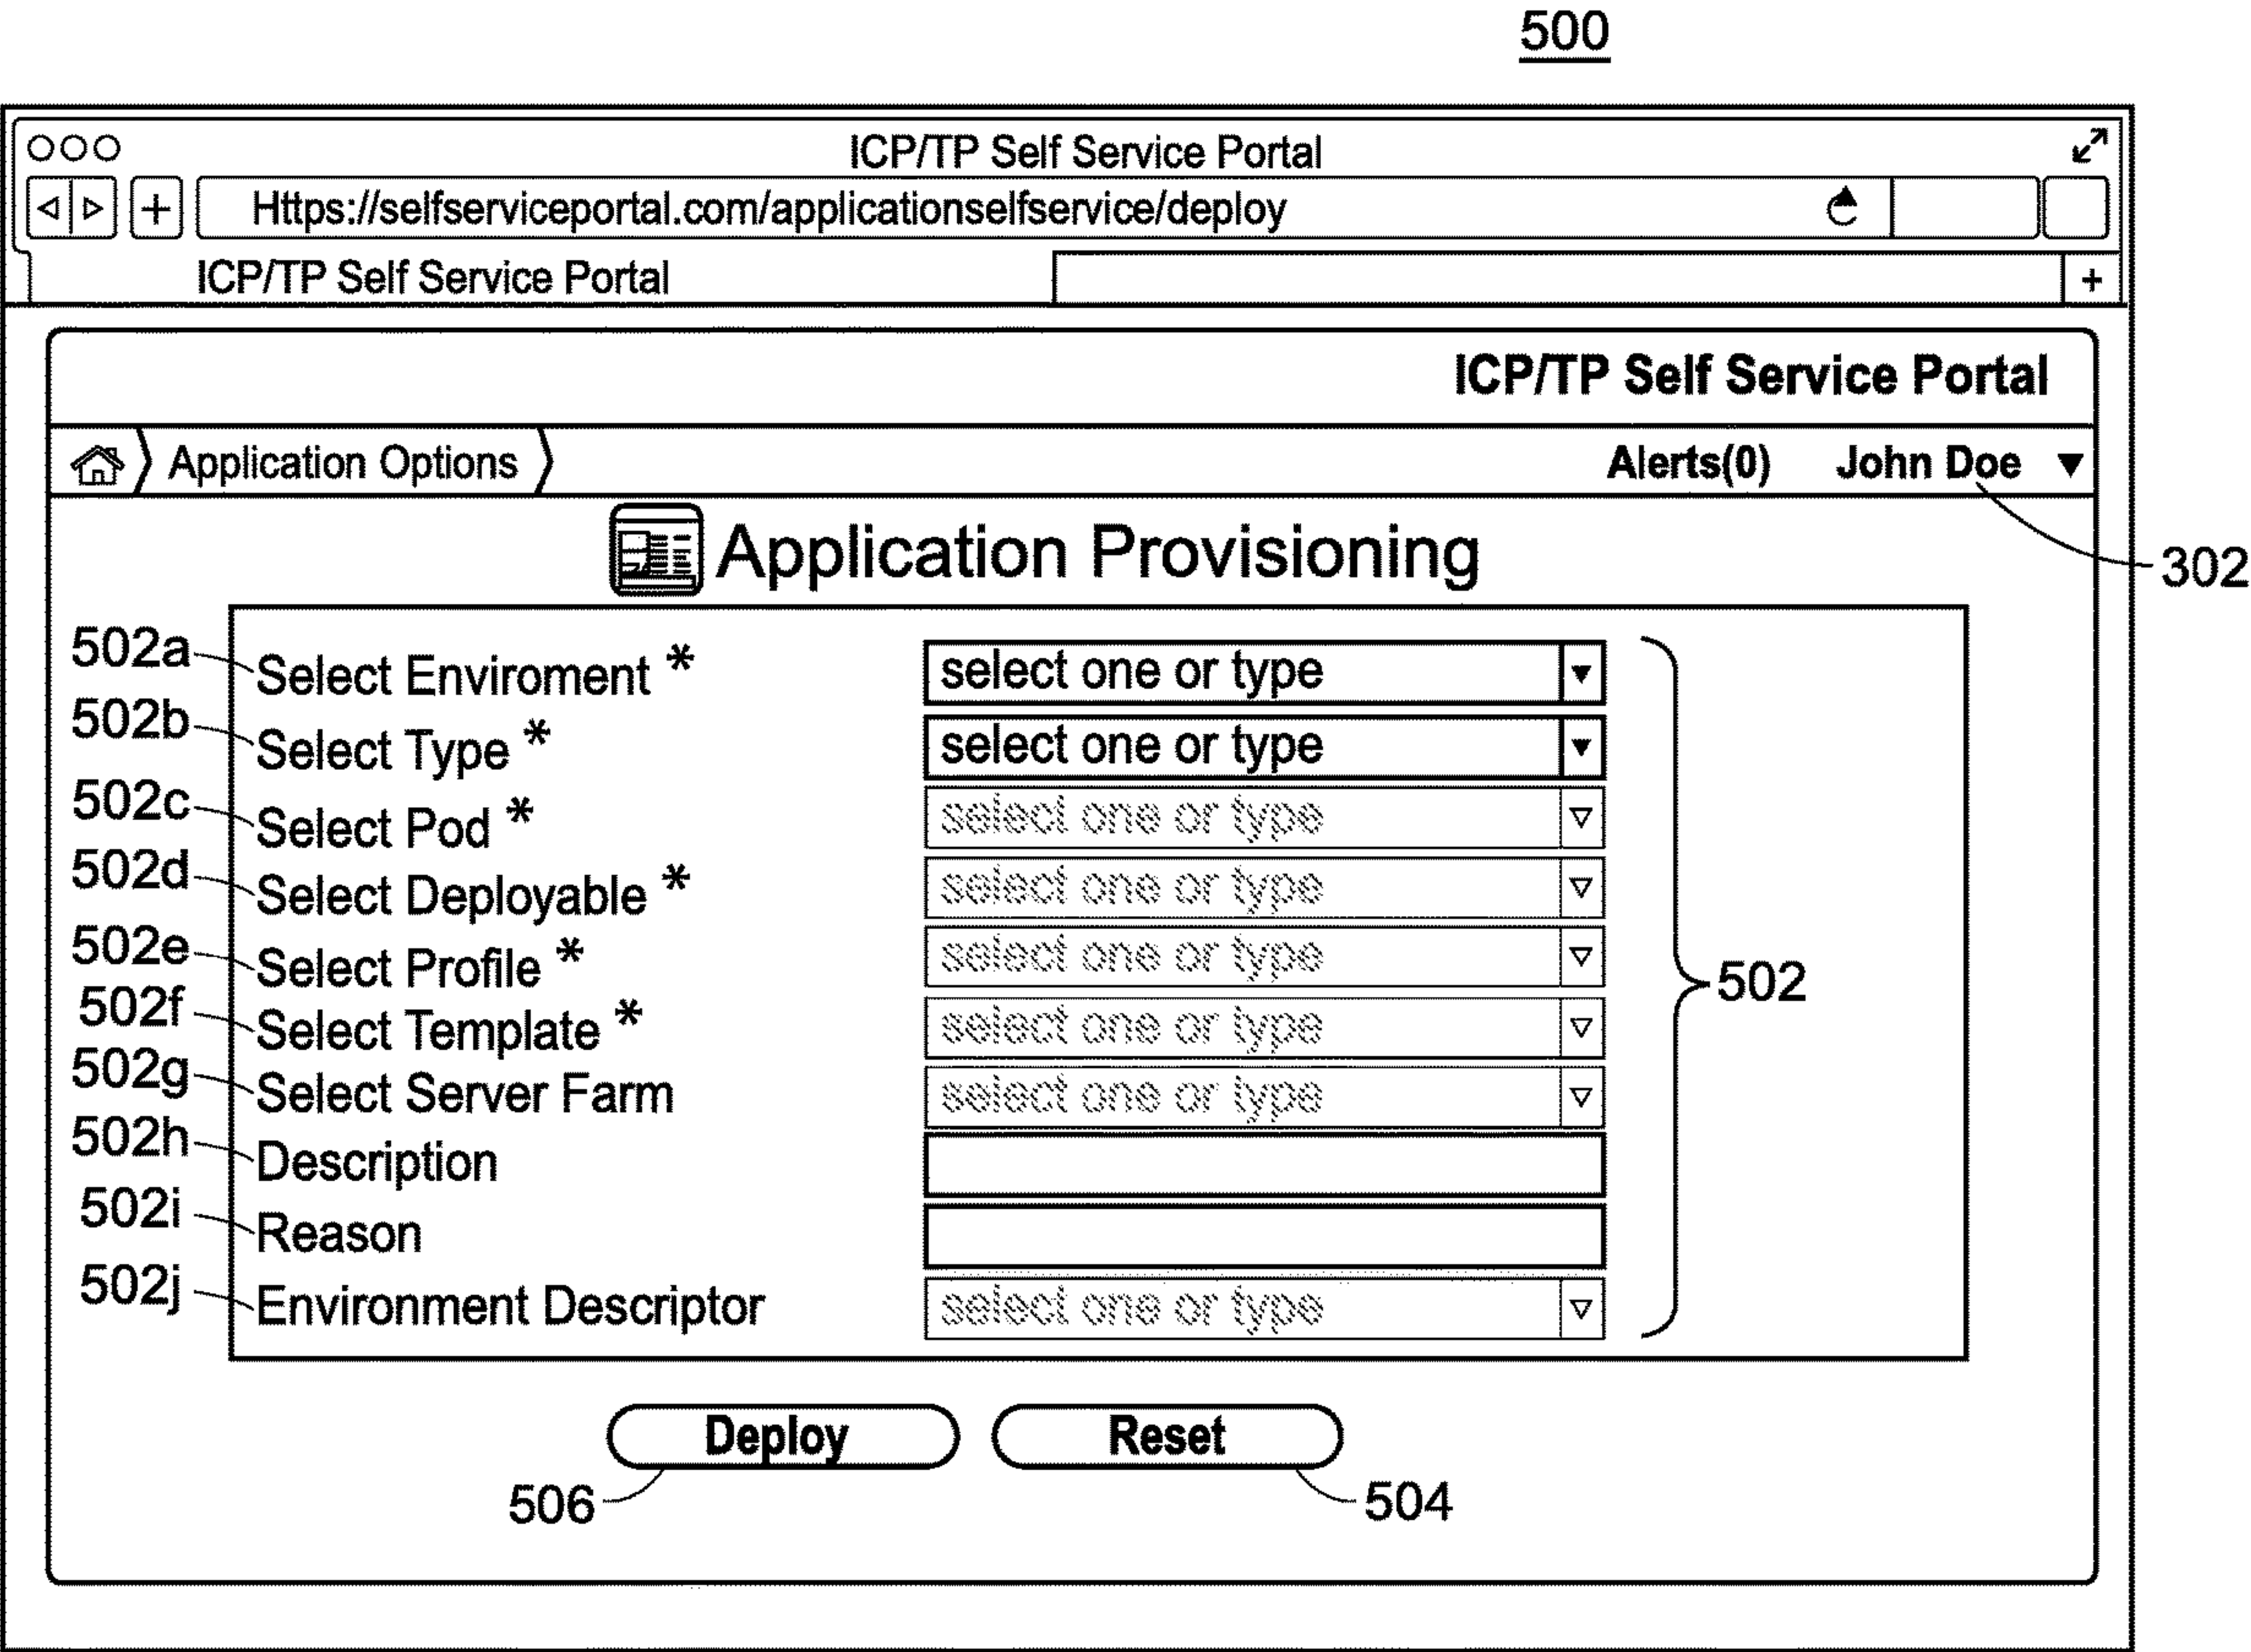 500
ICP/TP Self Service Portal
Https://selfserviceportal.com/applicationselfservice/deploy
ICP/TP Self Service Portal +
ICP/TP Self Service Portal
Application Options Alerts(0) John Doe
302
Application Provisioning
502a Select Enviroment * select one or type
502b Select Type * select one or type
502c Select Pod * select one or type
502d Select Deployable * select one or type
502e Select Profile * select one or type
502
502f Select Template * select one or type
502g Select Server Farm select one or type
502h Description
502i Reason
502j Environment Descriptor select one or type
Deploy Reset
506 504